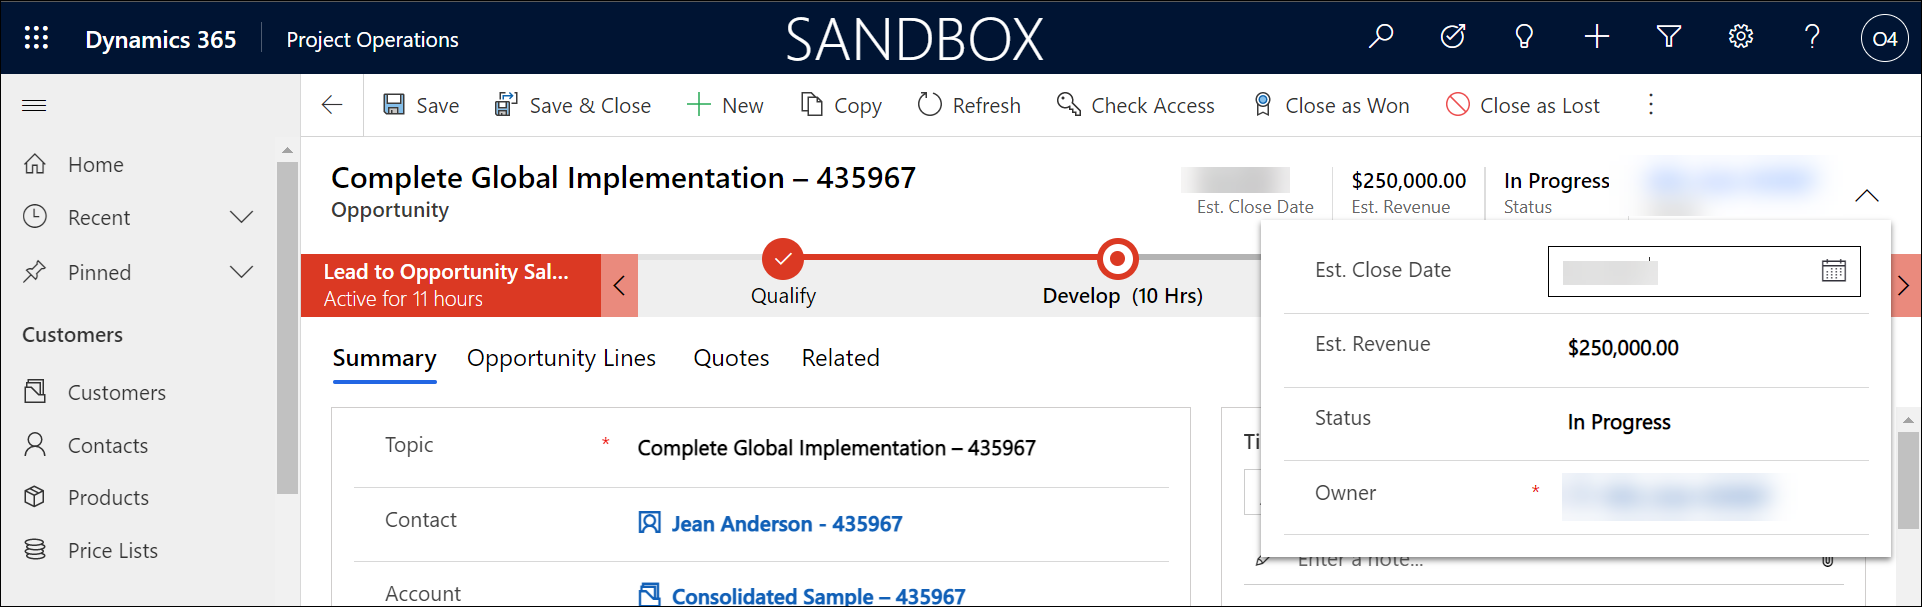 Dynamics 365 Project Operations SANDBOX O4
Save Save & Close New Copy Refresh Check Access Close as Won Close as Lost
Home
Recent
Pinned
Customers
Customers
Contacts
Products
Price Lists
Complete Global Implementation – 435967
Opportunity
Est. Close Date
$250,000.00
Est. Revenue
In Progress
Status
Lead to Opportunity Sal...
Active for 11 hours
Qualify
Develop (10 Hrs)
Summary Opportunity Lines Quotes Related
Topic * Complete Global Implementation – 435967
Contact Jean Anderson - 435967
Account Consolidated Sample – 435967
Ti
Enter a note...
Est. Close Date
Est. Revenue $250,000.00
Status In Progress
Owner *